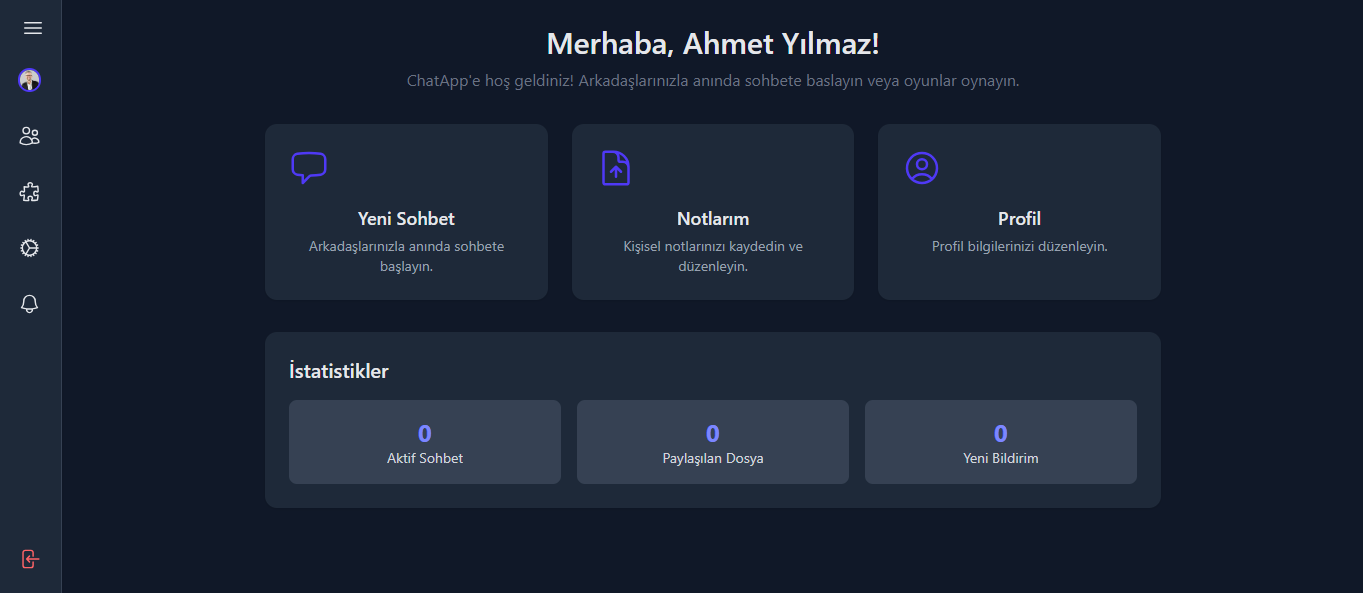 Merhaba, Ahmet Yılmaz!
ChatApp'e hoş geldiniz! Arkadaşlarınızla anında sohbete baslayın veya oyunlar oynayın.
Yeni Sohbet
Arkadaşlarınızla anında sohbete
başlayın.
Notlarım
Kişisel notlarınızı kaydedin ve
düzenleyin.
Profil
Profil bilgilerinizi düzenleyin.
İstatistikler
0
Aktif Sohbet
0
Paylaşılan Dosya
0
Yeni Bildirim